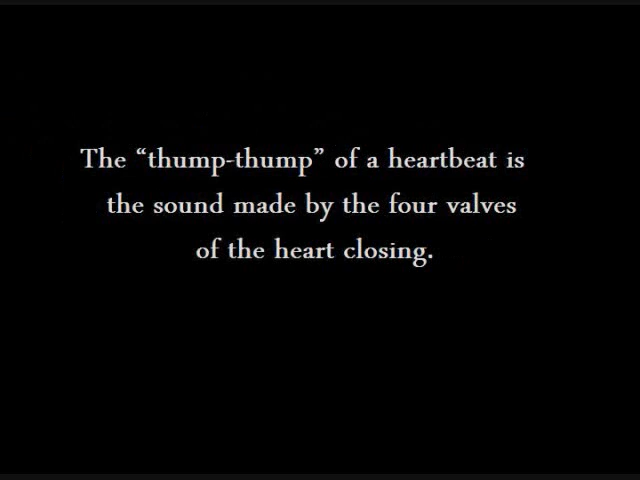 The “thump-thump” of a heartbeat is
the sound made by the four valves
of the heart closing.